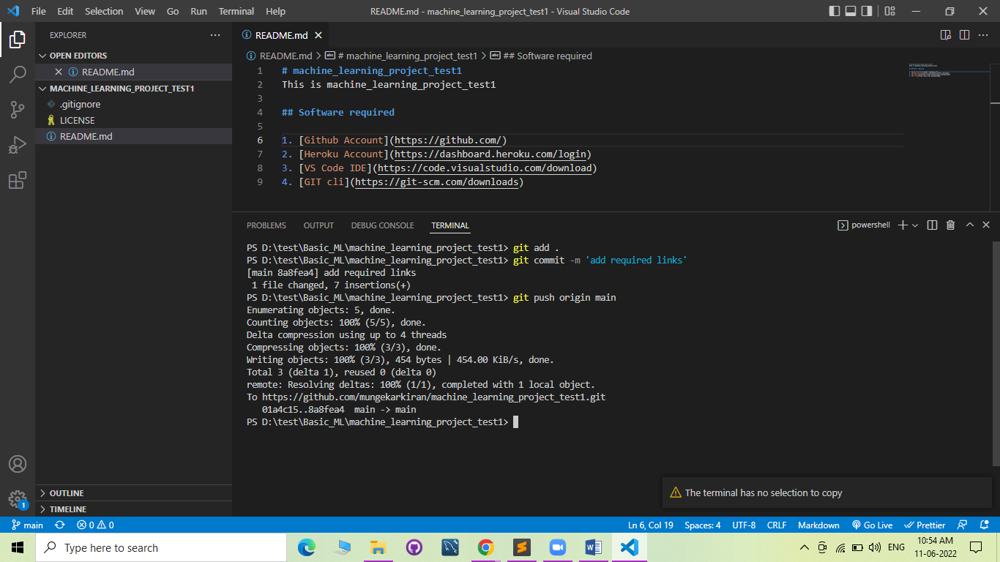 File Edit Selection View Go Run Terminal Help README.md - machine_learning_project_test1 - Visual Studio Code
EXPLORER
OPEN EDITORS
README.md
MACHINE_LEARNING_PROJECT_TEST1
.gitignore
LICENSE
README.md
OUTLINE
TIMELINE
README.md
README.md > # machine_learning_project_test1 > ## Software required
1 # machine_learning_project_test1
2 This is machine_learning_project_test1
3
4 ## Software required
5
6 1. [Github Account](https://github.com/)
7 2. [Heroku Account](https://dashboard.heroku.com/login)
8 3. [VS Code IDE](https://code.visualstudio.com/download)
9 4. [GIT cli](https://git-scm.com/downloads)
PROBLEMS OUTPUT DEBUG CONSOLE TERMINAL powershell
PS D:\test\Basic_ML\machine_learning_project_test1> git add .
PS D:\test\Basic_ML\machine_learning_project_test1> git commit -m 'add required links'
[main 8a8fea4] add required links
1 file changed, 7 insertions(+)
PS D:\test\Basic_ML\machine_learning_project_test1> git push origin main
Enumerating objects: 5, done.
Counting objects: 100% (5/5), done.
Delta compression using up to 4 threads
Compressing objects: 100% (3/3), done.
Writing objects: 100% (3/3), 454 bytes | 454.00 KiB/s, done.
Total 3 (delta 1), reused 0 (delta 0)
remote: Resolving deltas: 100% (1/1), completed with 1 local object.
To https://github.com/mungekarkiran/machine_learning_project_test1.git
01a4c15..8a8fea4 main -> main
PS D:\test\Basic_ML\machine_learning_project_test1>
The terminal has no selection to copy
1
main 0 0 Ln 6, Col 19 Spaces: 4 UTF-8 CRLF Markdown Go Live Prettier
Type here to search
ENG
10:54 AM
11-06-2022